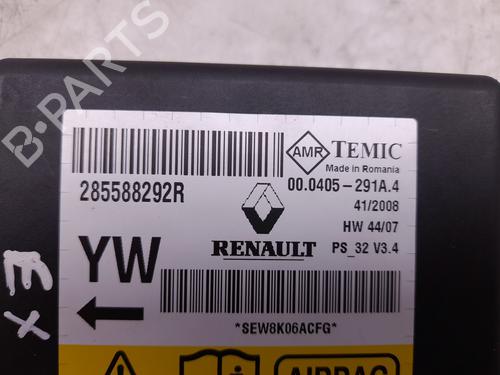 B-PARTS
AMR TEMIC
Made in Romania
285588292R
00.0405-291A.4
41/2008
HW 44/07
RENAULT
PS_32 V3.4
YW
*SEW8K06ACFG*
AIRBAG